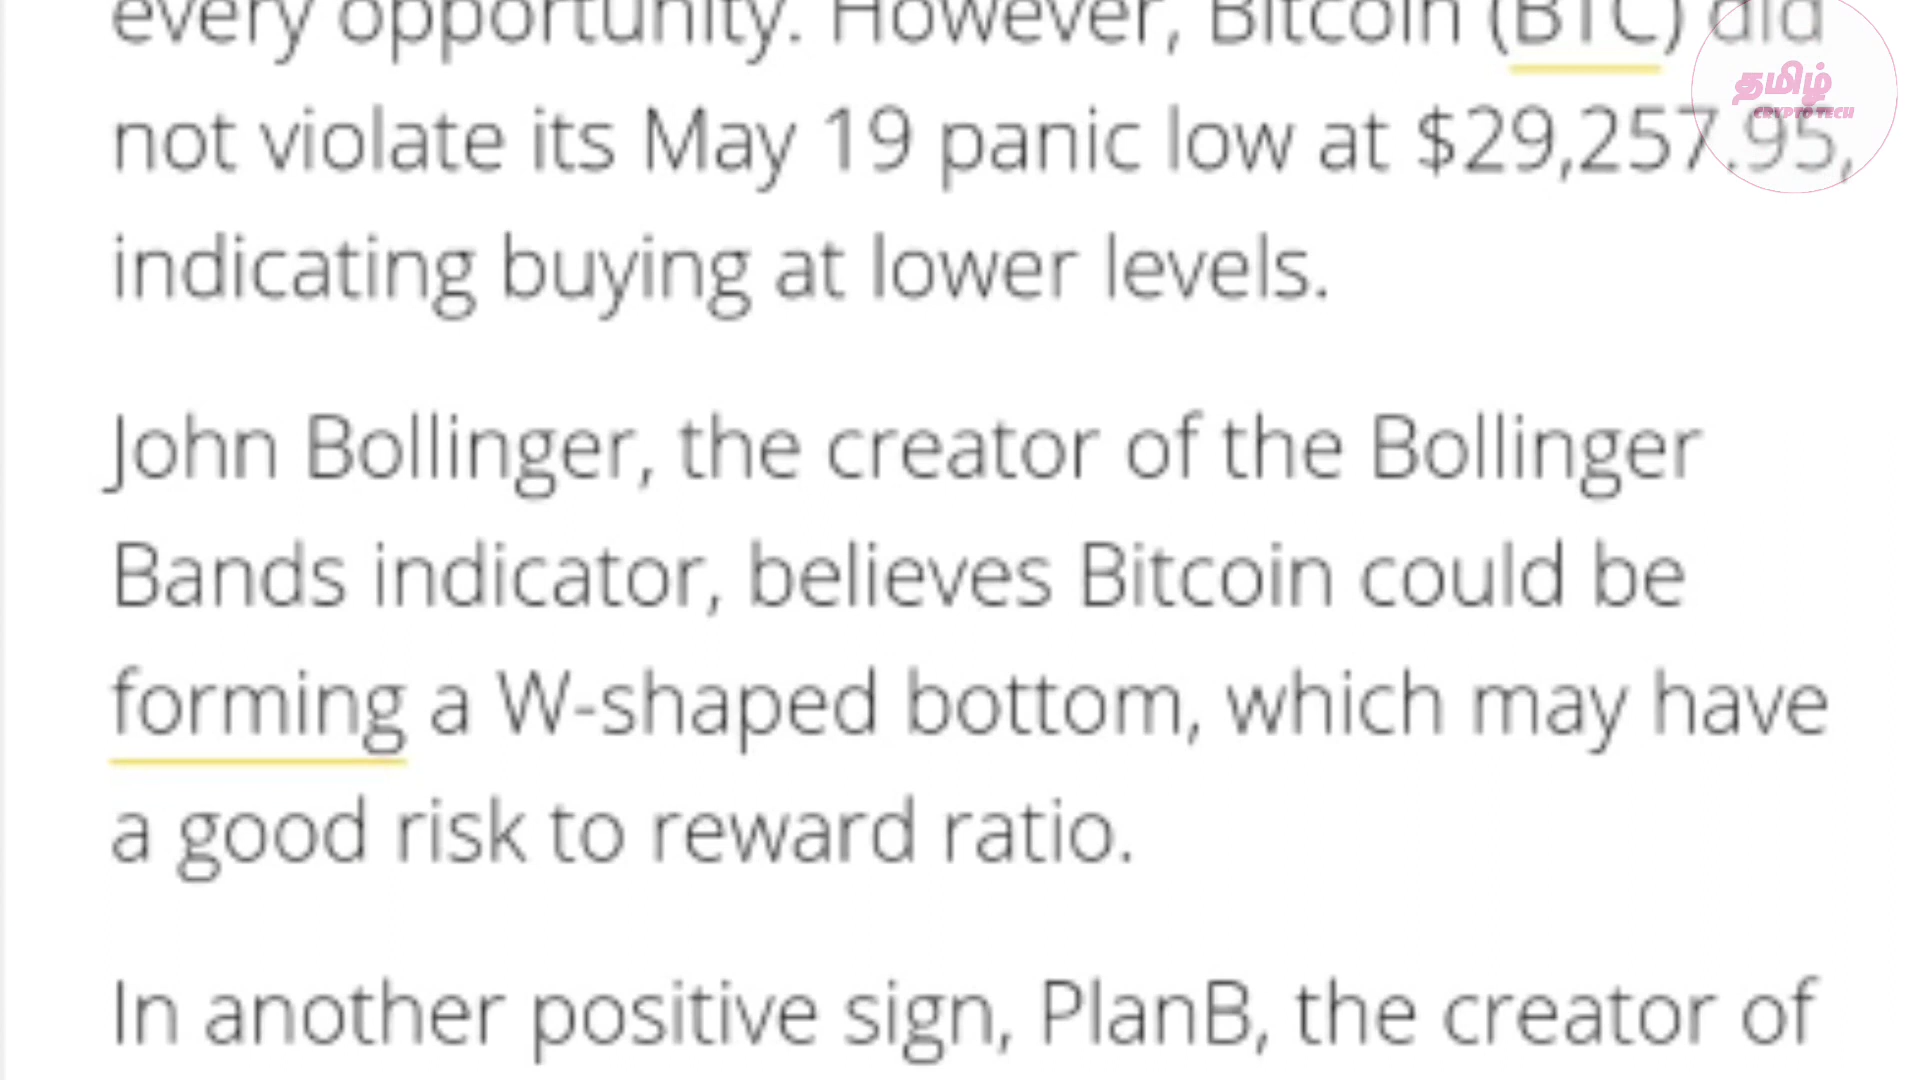 every opportunity. However, Bitcoin (BTC) did
not violate its May 19 panic low at $29,257.95,
indicating buying at lower levels.
John Bollinger, the creator of the Bollinger
Bands indicator, believes Bitcoin could be
forming a W-shaped bottom, which may have
a good risk to reward ratio.
In another positive sign, PlanB, the creator of
தமிழ்
CRYPTO TECH